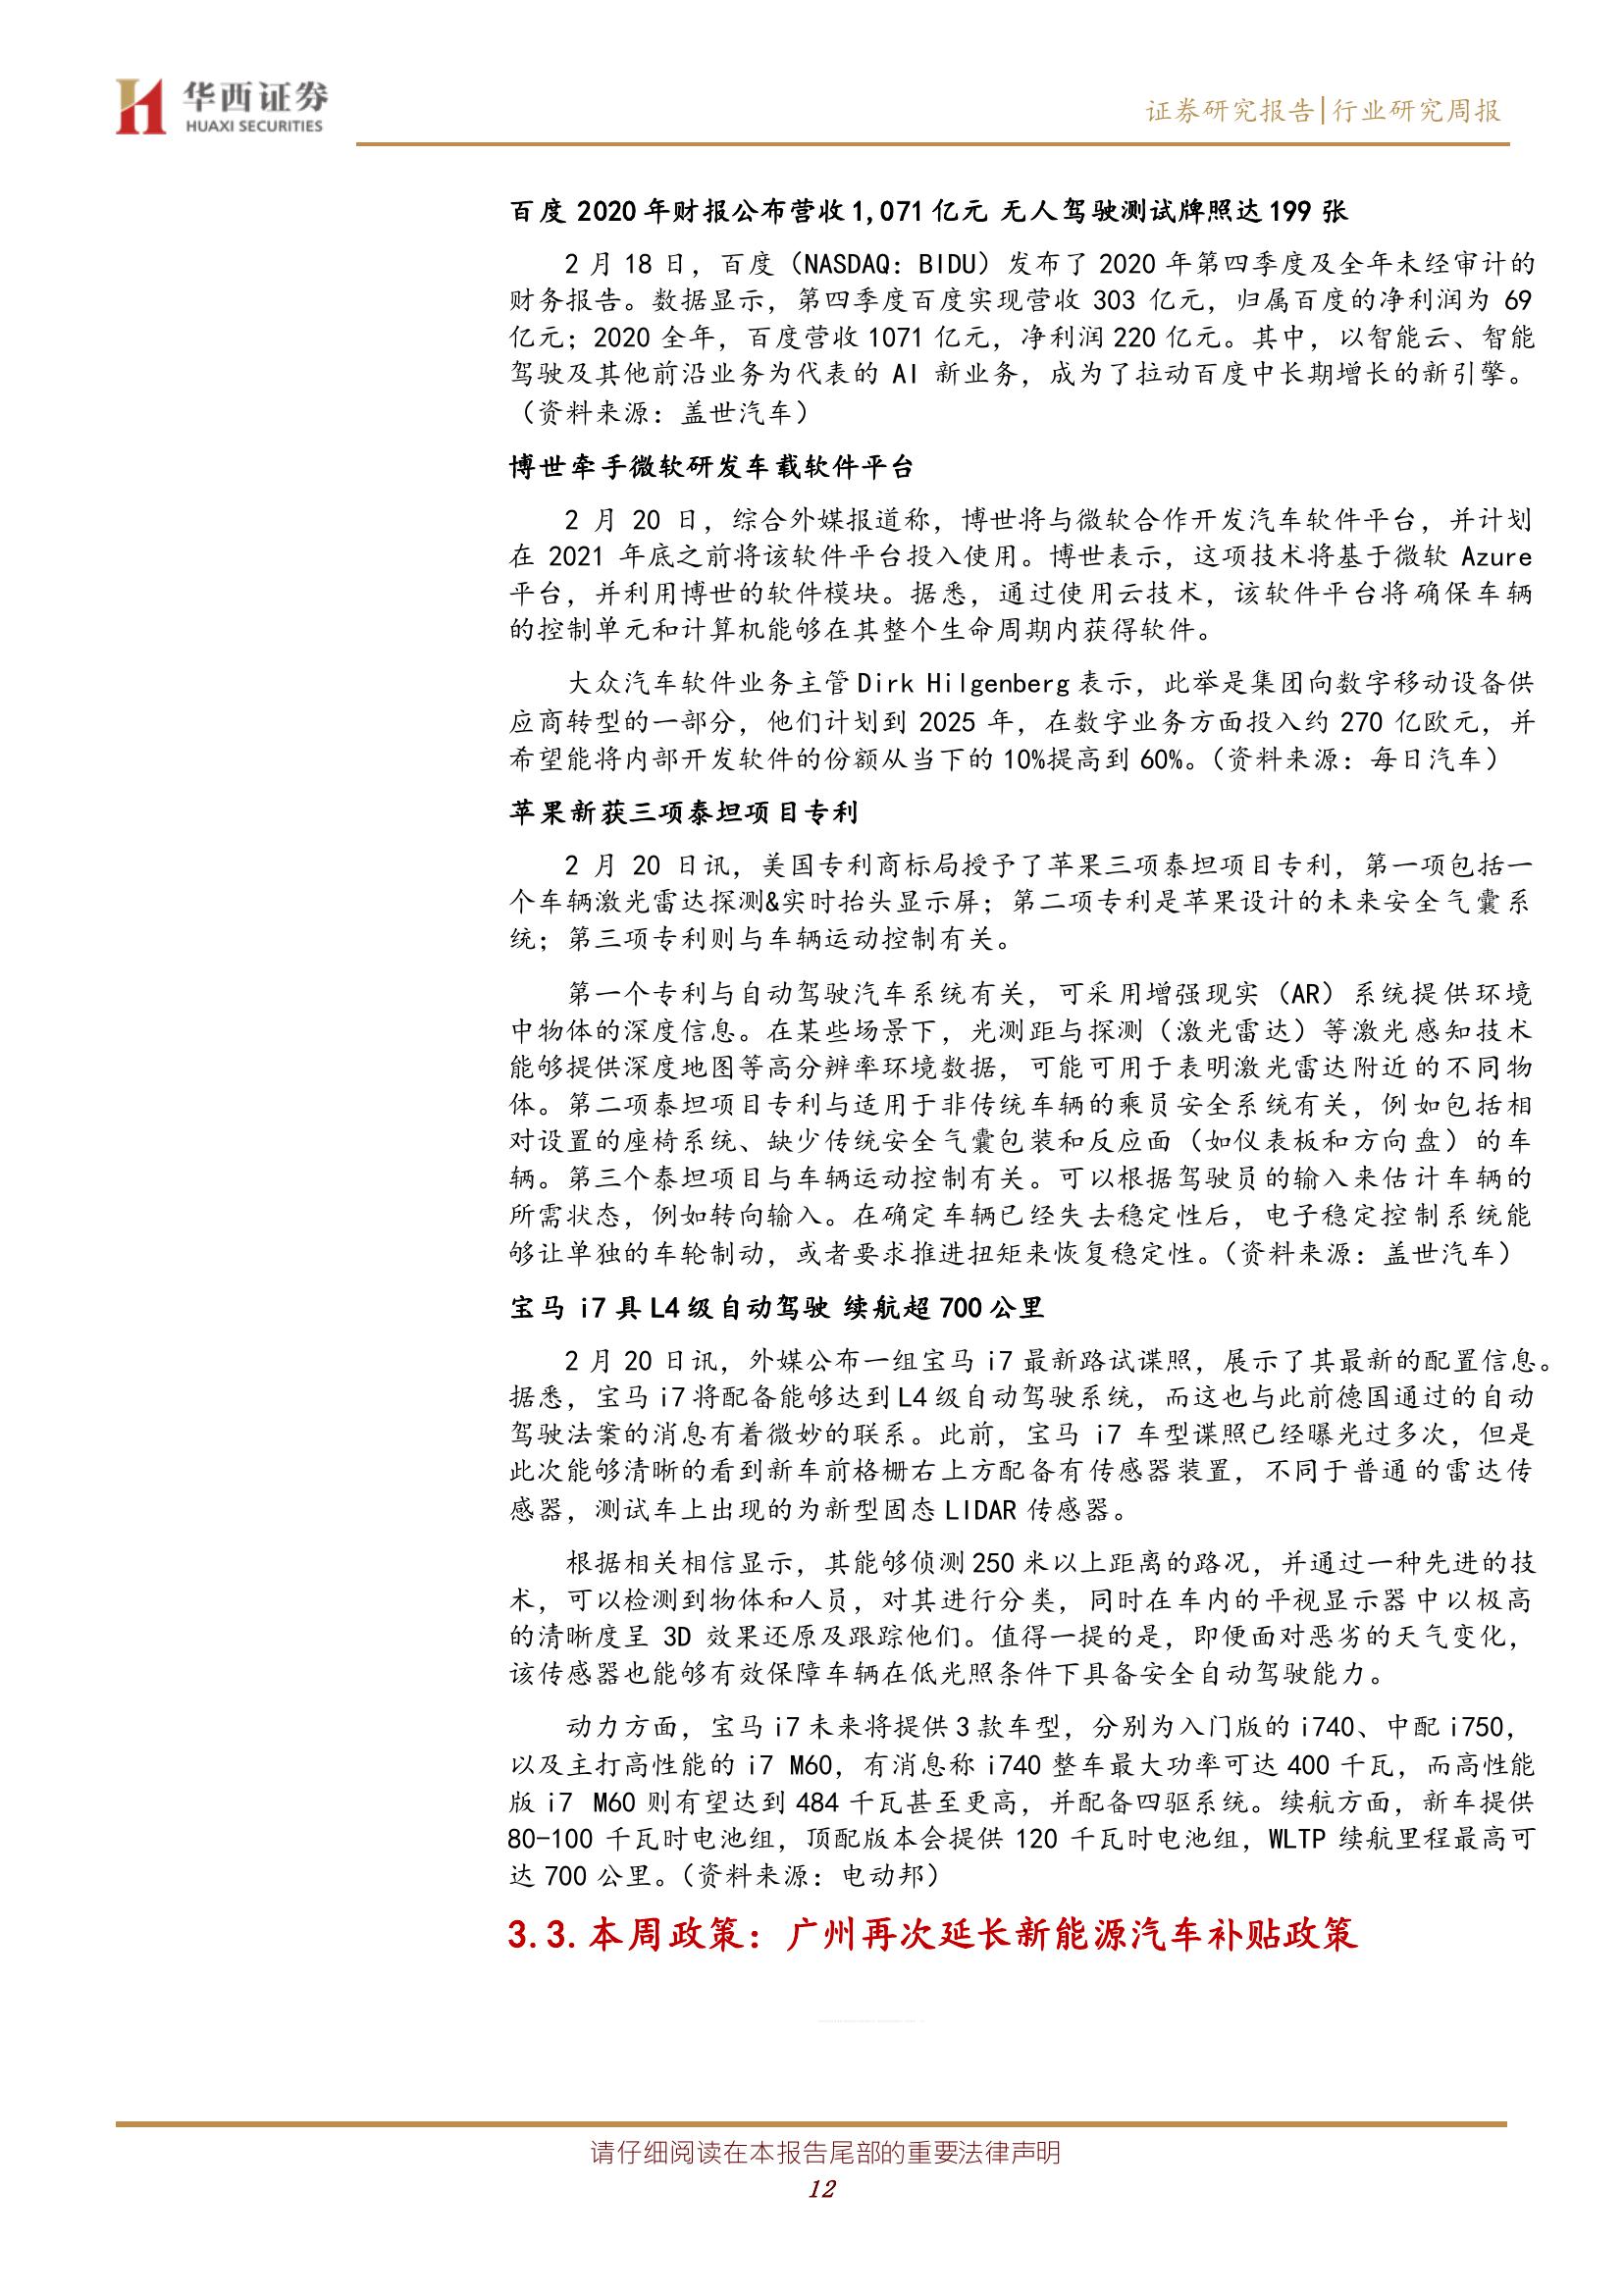 华西证券
HUAXI SECURITIES
证券研究报告|行业研究周报
百度 2020 年财报公布营收 1,071 亿元 无人驾驶测试牌照达 199 张
2 月 18 日，百度（NASDAQ：BIDU）发布了 2020 年第四季度及全年未经审计的
财务报告。数据显示，第四季度百度实现营收 303 亿元，归属百度的净利润为 69
亿元；2020 全年，百度营收 1071 亿元，净利润 220 亿元。其中，以智能云、智能
驾驶及其他前沿业务为代表的 AI 新业务，成为了拉动百度中长期增长的新引擎。
（资料来源：盖世汽车）
博世牵手微软研发车载软件平台
2 月 20 日，综合外媒报道称，博世将与微软合作开发汽车软件平台，并计划
在 2021 年底之前将该软件平台投入使用。博世表示，这项技术将基于微软 Azure
平台，并利用博世的软件模块。据悉，通过使用云技术，该软件平台将确保车辆
的控制单元和计算机能够在其整个生命周期内获得软件。
大众汽车软件业务主管 Dirk Hilgenberg 表示，此举是集团向数字移动设备供
应商转型的一部分，他们计划到 2025 年，在数字业务方面投入约 270 亿欧元，并
希望能将内部开发软件的份额从当下的 10%提高到 60%。（资料来源：每日汽车）
苹果新获三项泰坦项目专利
2 月 20 日讯，美国专利商标局授予了苹果三项泰坦项目专利，第一项包括一
个车辆激光雷达探测&实时抬头显示屏；第二项专利是苹果设计的未来安全气囊系
统；第三项专利则与车辆运动控制有关。
第一个专利与自动驾驶汽车系统有关，可采用增强现实（AR）系统提供环境
中物体的深度信息。在某些场景下，光测距与探测（激光雷达）等激光感知技术
能够提供深度地图等高分辨率环境数据，可能可用于表明激光雷达附近的不同物
体。第二项泰坦项目专利与适用于非传统车辆的乘员安全系统有关，例如包括相
对设置的座椅系统、缺少传统安全气囊包装和反应面（如仪表板和方向盘）的车
辆。第三个泰坦项目与车辆运动控制有关。可以根据驾驶员的输入来估计车辆的
所需状态，例如转向输入。在确定车辆已经失去稳定性后，电子稳定控制系统能
够让单独的车轮制动，或者要求推进扭矩来恢复稳定性。（资料来源：盖世汽车）
宝马 i7 具 L4 级自动驾驶 续航超 700 公里
2 月 20 日讯，外媒公布一组宝马 i7 最新路试谍照，展示了其最新的配置信息。
据悉，宝马 i7 将配备能够达到 L4 级自动驾驶系统，而这也与此前德国通过的自动
驾驶法案的消息有着微妙的联系。此前，宝马 i7 车型谍照已经曝光过多次，但是
此次能够清晰的看到新车前格栅右上方配备有传感器装置，不同于普通的雷达传
感器，测试车上出现的为新型固态 LIDAR 传感器。
根据相关相信显示，其能够侦测 250 米以上距离的路况，并通过一种先进的技
术，可以检测到物体和人员，对其进行分类，同时在车内的平视显示器中以极高
的清晰度呈 3D 效果还原及跟踪他们。值得一提的是，即便面对恶劣的天气变化，
该传感器也能够有效保障车辆在低光照条件下具备安全自动驾驶能力。
动力方面，宝马 i7 未来将提供 3 款车型，分别为入门版的 i740、中配 i750，
以及主打高性能的 i7 M60，有消息称 i740 整车最大功率可达 400 千瓦，而高性能
版 i7 M60 则有望达到 484 千瓦甚至更高，并配备四驱系统。续航方面，新车提供
80-100 千瓦时电池组，顶配版本会提供 120 千瓦时电池组，WLTP 续航里程最高可
达 700 公里。（资料来源：电动邦）
3.3.本周政策：广州再次延长新能源汽车补贴政策
请仔细阅读在本报告尾部的重要法律声明
12